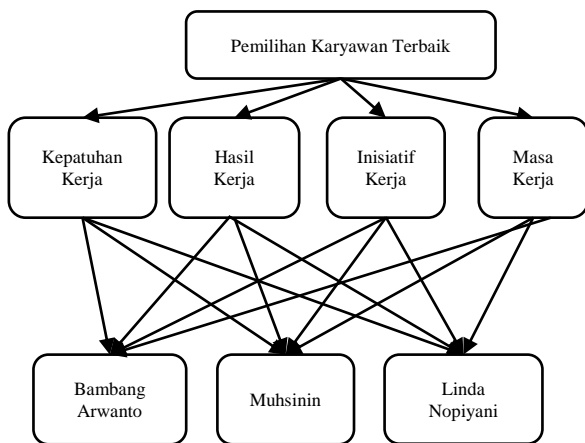 Pemilihan Karyawan Terbaik
Kepatuhan
Kerja
Hasil
Kerja
Inisiatif
Kerja
Masa
Kerja
Bambang
Arwanto
Muhsinin
Linda
Nopiyani